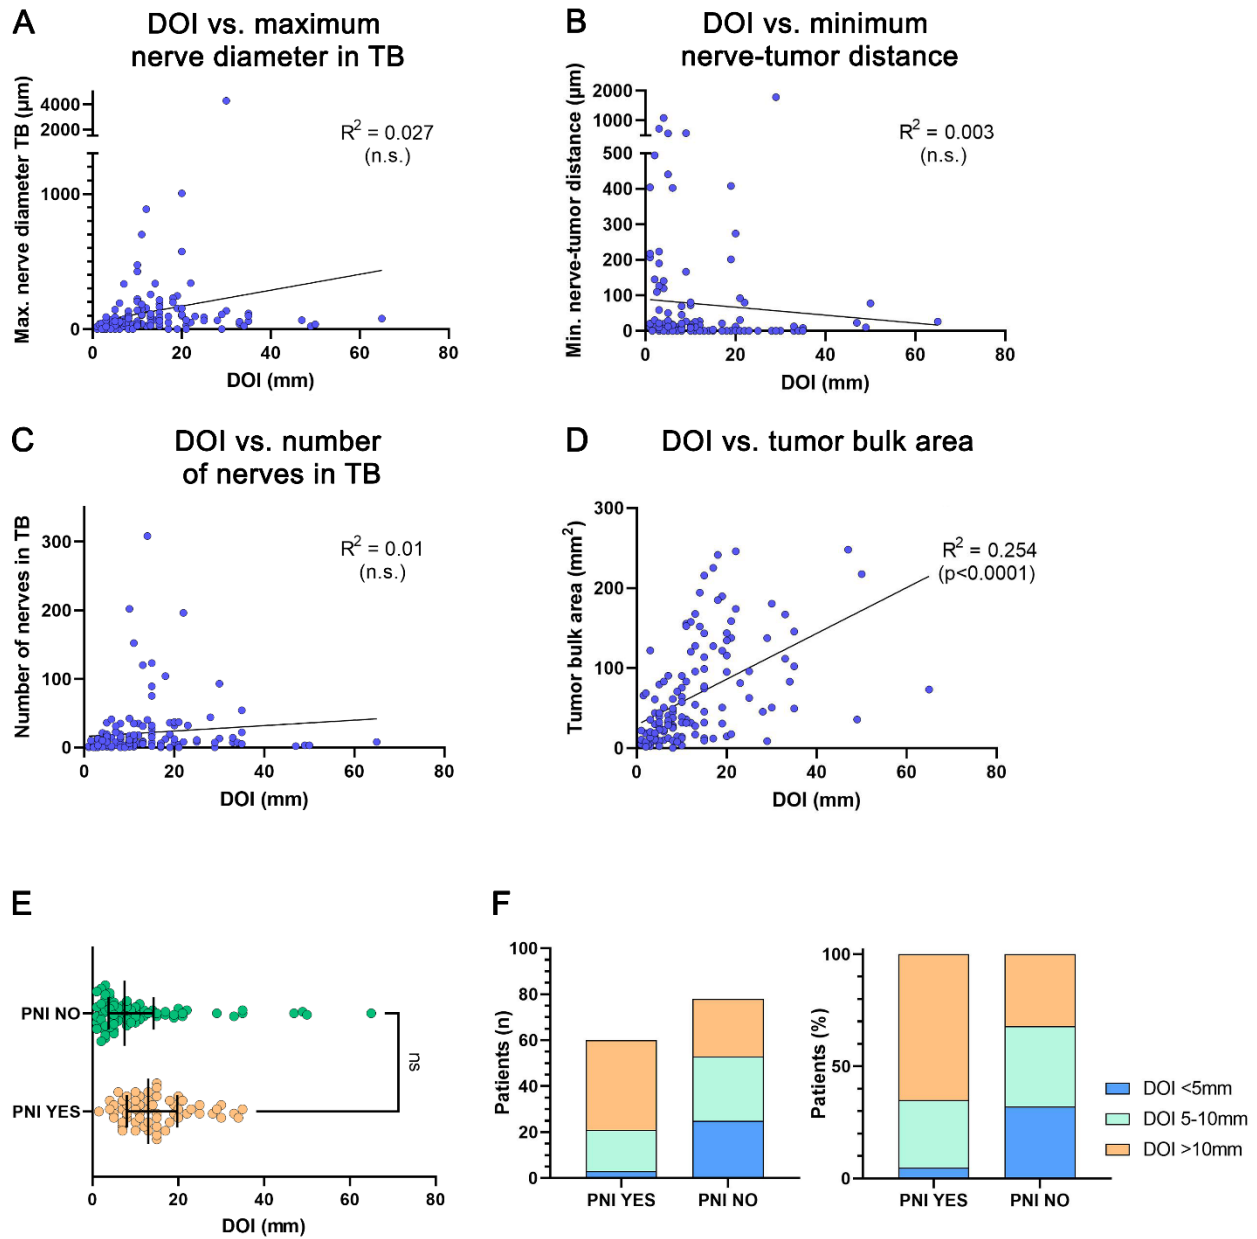 A
DOI vs. maximum
nerve diameter in TB
Max. nerve diameter TB (µm)
4000
2000
1000
0
R² = 0.027
(n.s.)
0 20 40 60 80
DOI (mm)
B
DOI vs. minimum
nerve-tumor distance
Min. nerve-tumor distance (µm)
2000
1000
500
400
300
200
100
0
R² = 0.003
(n.s.)
0 20 40 60 80
DOI (mm)
C
DOI vs. number
of nerves in TB
Number of nerves in TB
300
200
100
0
R² = 0.01
(n.s.)
0 20 40 60 80
DOI (mm)
D
DOI vs. tumor bulk area
Tumor bulk area (mm²)
300
200
100
0
R² = 0.254
(p<0.0001)
0 20 40 60 80
DOI (mm)
E
PNI NO
PNI YES
ns
0 20 40 60 80
DOI (mm)
F
Patients (n)
100
80
60
40
20
0
PNI YES PNI NO
Patients (%)
100
50
0
PNI YES PNI NO
DOI <5mm
DOI 5-10mm
DOI >10mm